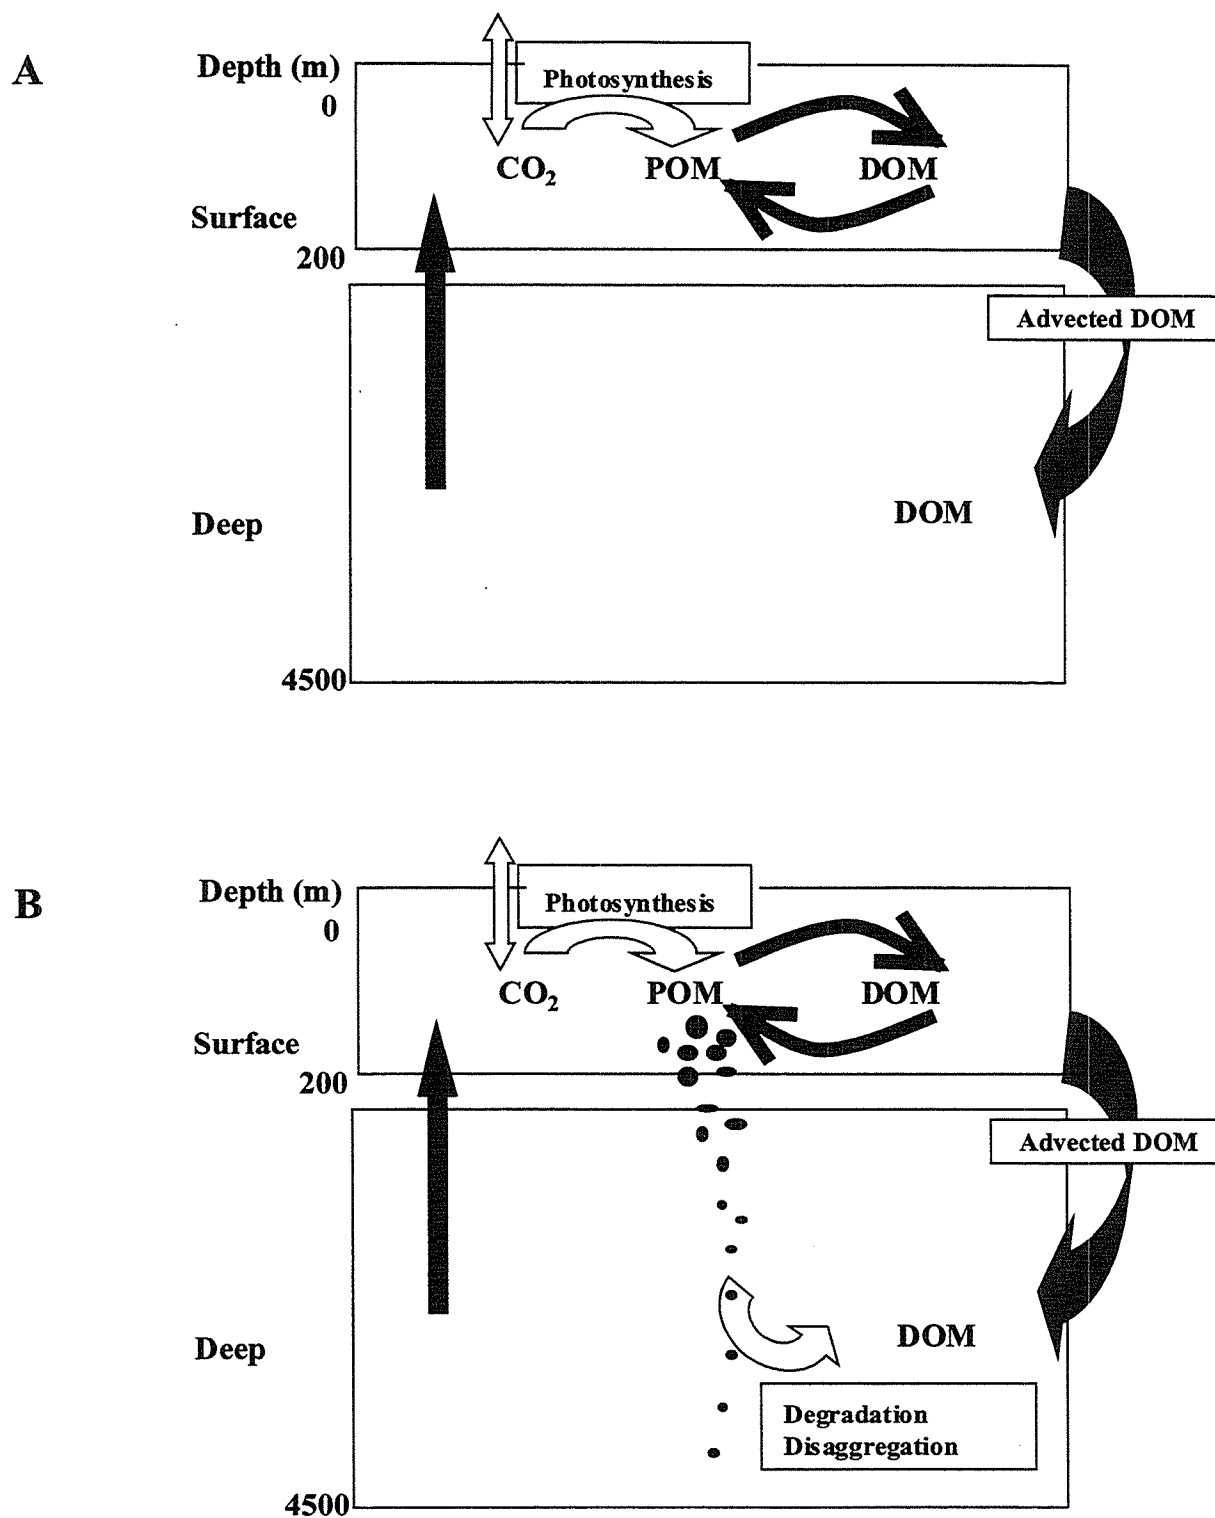 A
Depth (m)
0
Photosynthesis
CO₂ POM DOM
Surface
200
Advected DOM
DOM
Deep
4500
B
Depth (m)
0
Photosynthesis
CO₂ POM DOM
Surface
200
Advected DOM
DOM
Deep
Degradation
Disaggregation
4500